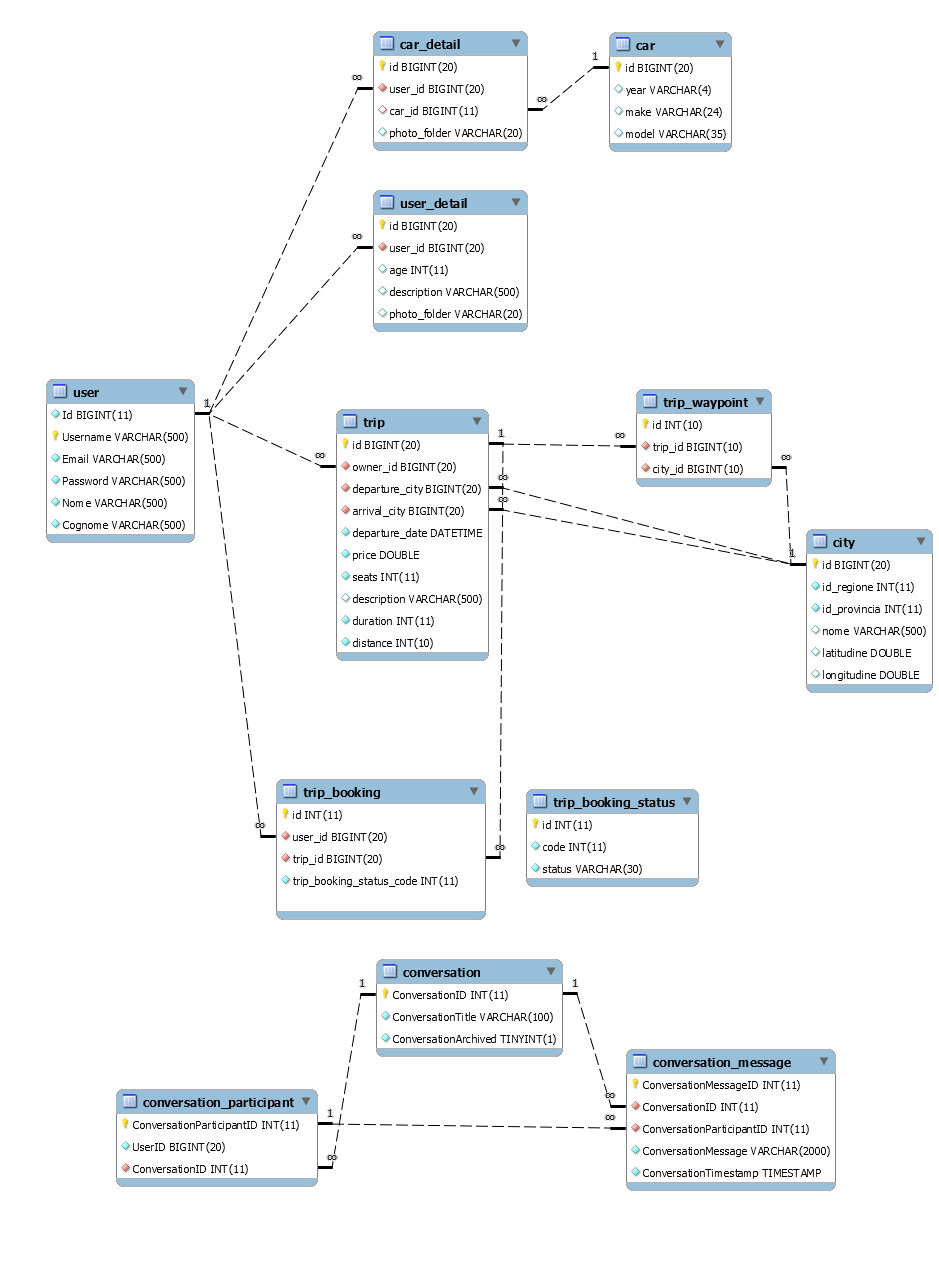 car_detail
id BIGINT(20)
user_id BIGINT(20)
car_id BIGINT(11)
photo_folder VARCHAR(20)
car
id BIGINT(20)
year VARCHAR(4)
make VARCHAR(24)
model VARCHAR(35)
∞
∞
1
user_detail
id BIGINT(20)
user_id BIGINT(20)
age INT(11)
description VARCHAR(500)
photo_folder VARCHAR(20)
∞
user
Id BIGINT(11)
Username VARCHAR(500)
Email VARCHAR(500)
Password VARCHAR(500)
Nome VARCHAR(500)
Cognome VARCHAR(500)
1
∞
trip
id BIGINT(20)
owner_id BIGINT(20)
departure_city BIGINT(20)
arrival_city BIGINT(20)
departure_date DATETIME
price DOUBLE
seats INT(11)
description VARCHAR(500)
duration INT(11)
distance INT(10)
1
∞
∞
trip_waypoint
id INT(10)
trip_id BIGINT(10)
city_id BIGINT(10)
∞
∞
1
city
id BIGINT(20)
id_regione INT(11)
id_provincia INT(11)
nome VARCHAR(500)
latitudine DOUBLE
longitudine DOUBLE
trip_booking
id INT(11)
user_id BIGINT(20)
trip_id BIGINT(20)
trip_booking_status_code INT(11)
∞
∞
trip_booking_status
id INT(11)
code INT(11)
status VARCHAR(30)
conversation
ConversationID INT(11)
ConversationTitle VARCHAR(100)
ConversationArchived TINYINT(1)
1
1
conversation_participant
ConversationParticipantID INT(11)
UserID BIGINT(20)
ConversationID INT(11)
1
∞
conversation_message
ConversationMessageID INT(11)
ConversationID INT(11)
ConversationParticipantID INT(11)
ConversationMessage VARCHAR(2000)
ConversationTimestamp TIMESTAMP
∞
∞